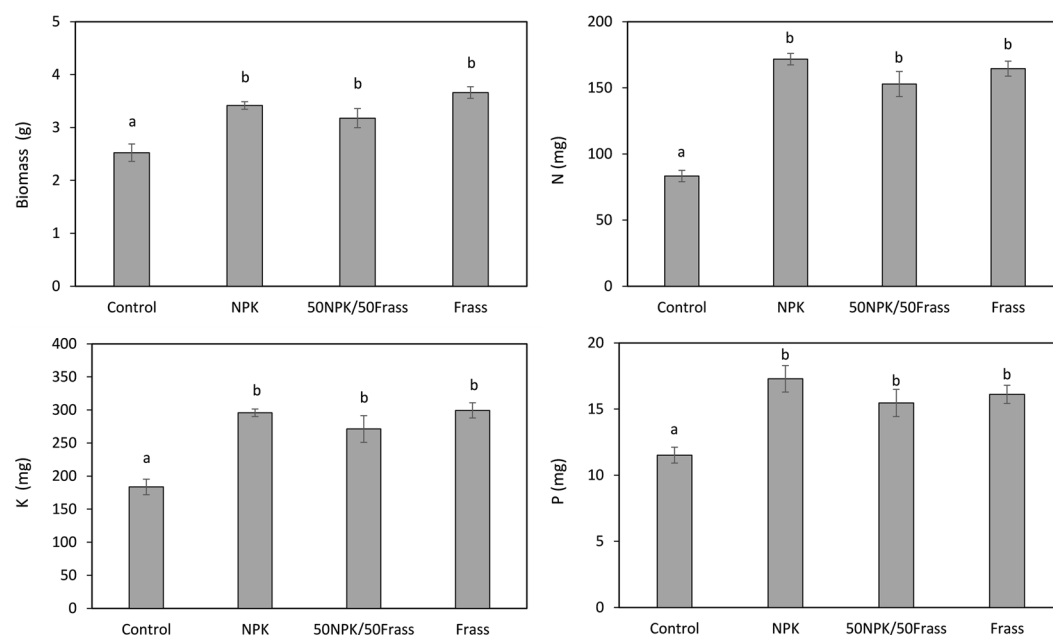 Biomass (g)
5
4
3
2
1
0
a
b
b
b
Control NPK 50NPK/50Frass Frass
N (mg)
200
150
100
50
0
a
b
b
b
Control NPK 50NPK/50Frass Frass
K (mg)
400
350
300
250
200
150
100
50
0
a
b
b
b
Control NPK 50NPK/50Frass Frass
P (mg)
20
15
10
5
0
a
b
b
b
Control NPK 50NPK/50Frass Frass